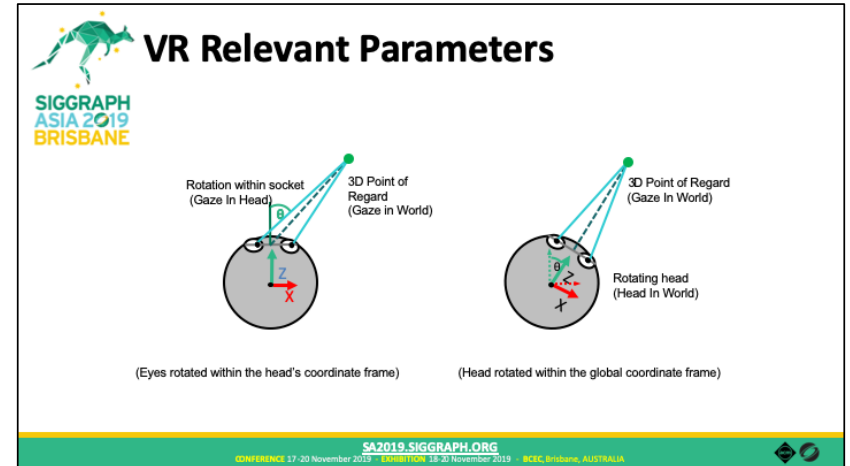 VR Relevant Parameters
SIGGRAPH
ASIA 2019
BRISBANE
Rotation within socket
(Gaze In Head)
θ
3D Point of
Regard
(Gaze in World)
Z
X
(Eyes rotated within the head's coordinate frame)
3D Point of Regard
(Gaze In World)
θ
Z
X
Rotating head
(Head In World)
(Head rotated within the global coordinate frame)
SA2019.SIGGRAPH.ORG
CONFERENCE 17-20 November 2019 - EXHIBITION 18-20 November 2019 - BCEC, Brisbane, AUSTRALIA